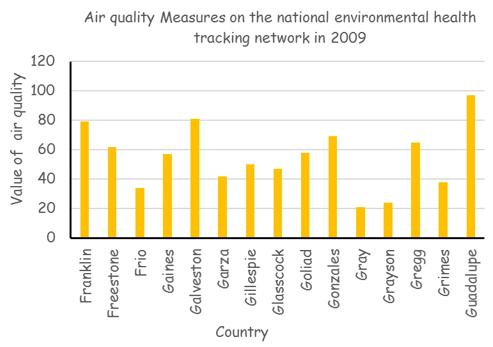 Air quality Measures on the national environmental health
tracking network in 2009
Value of  air quality
120
100
80
60
40
20
0
Franklin
Freestone
Frio
Gaines
Galveston
Garza
Gillespie
Glasscock
Goliad
Gonzales
Gray
Grayson
Gregg
Grimes
Guadalupe
Country